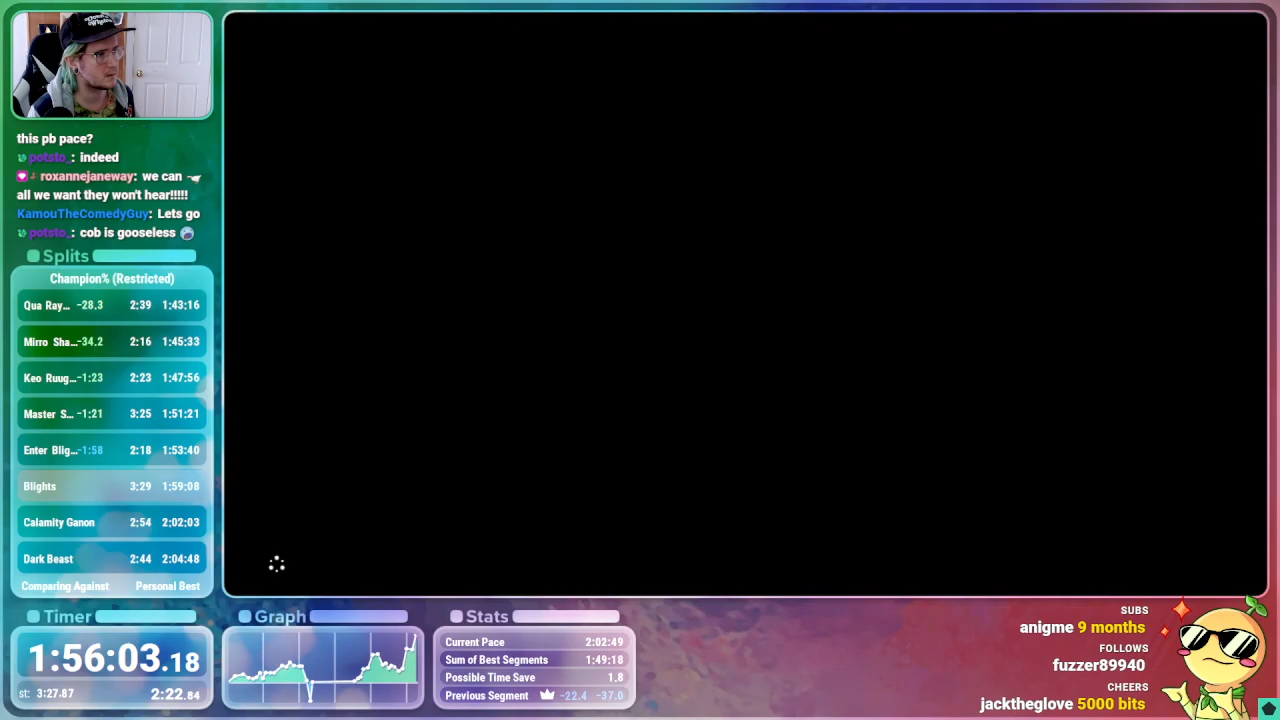 this pb pace?
potsto_: indeed
roxannejaneway: we can
all we want they won't hear!!!!!
KamouTheComedyGuy: Lets go
potsto_: cob is gooseless
Splits
Champion% (Restricted)
Qua Ray... -28.3 2:39 1:43:16
Mirro Sha... -34.2 2:16 1:45:33
Keo Ruug... -1:23 2:23 1:47:56
Master S... -1:21 3:25 1:51:21
Enter Blig... -1:58 2:18 1:53:40
Blights 3:29 1:59:08
Calamity Ganon 2:54 2:02:03
Dark Beast 2:44 2:04:48
Comparing Against Personal Best
Timer
1:56:03.18
st: 3:27.87 2:22.84
Graph
Stats
Current Pace 2:02:49
Sum of Best Segments 1:49:18
Possible Time Save 1.8
Previous Segment -22.4 -37.0
SUBS
anigme 9 months
FOLLOWS
fuzzer89940
CHEERS
jacktheglove 5000 bits